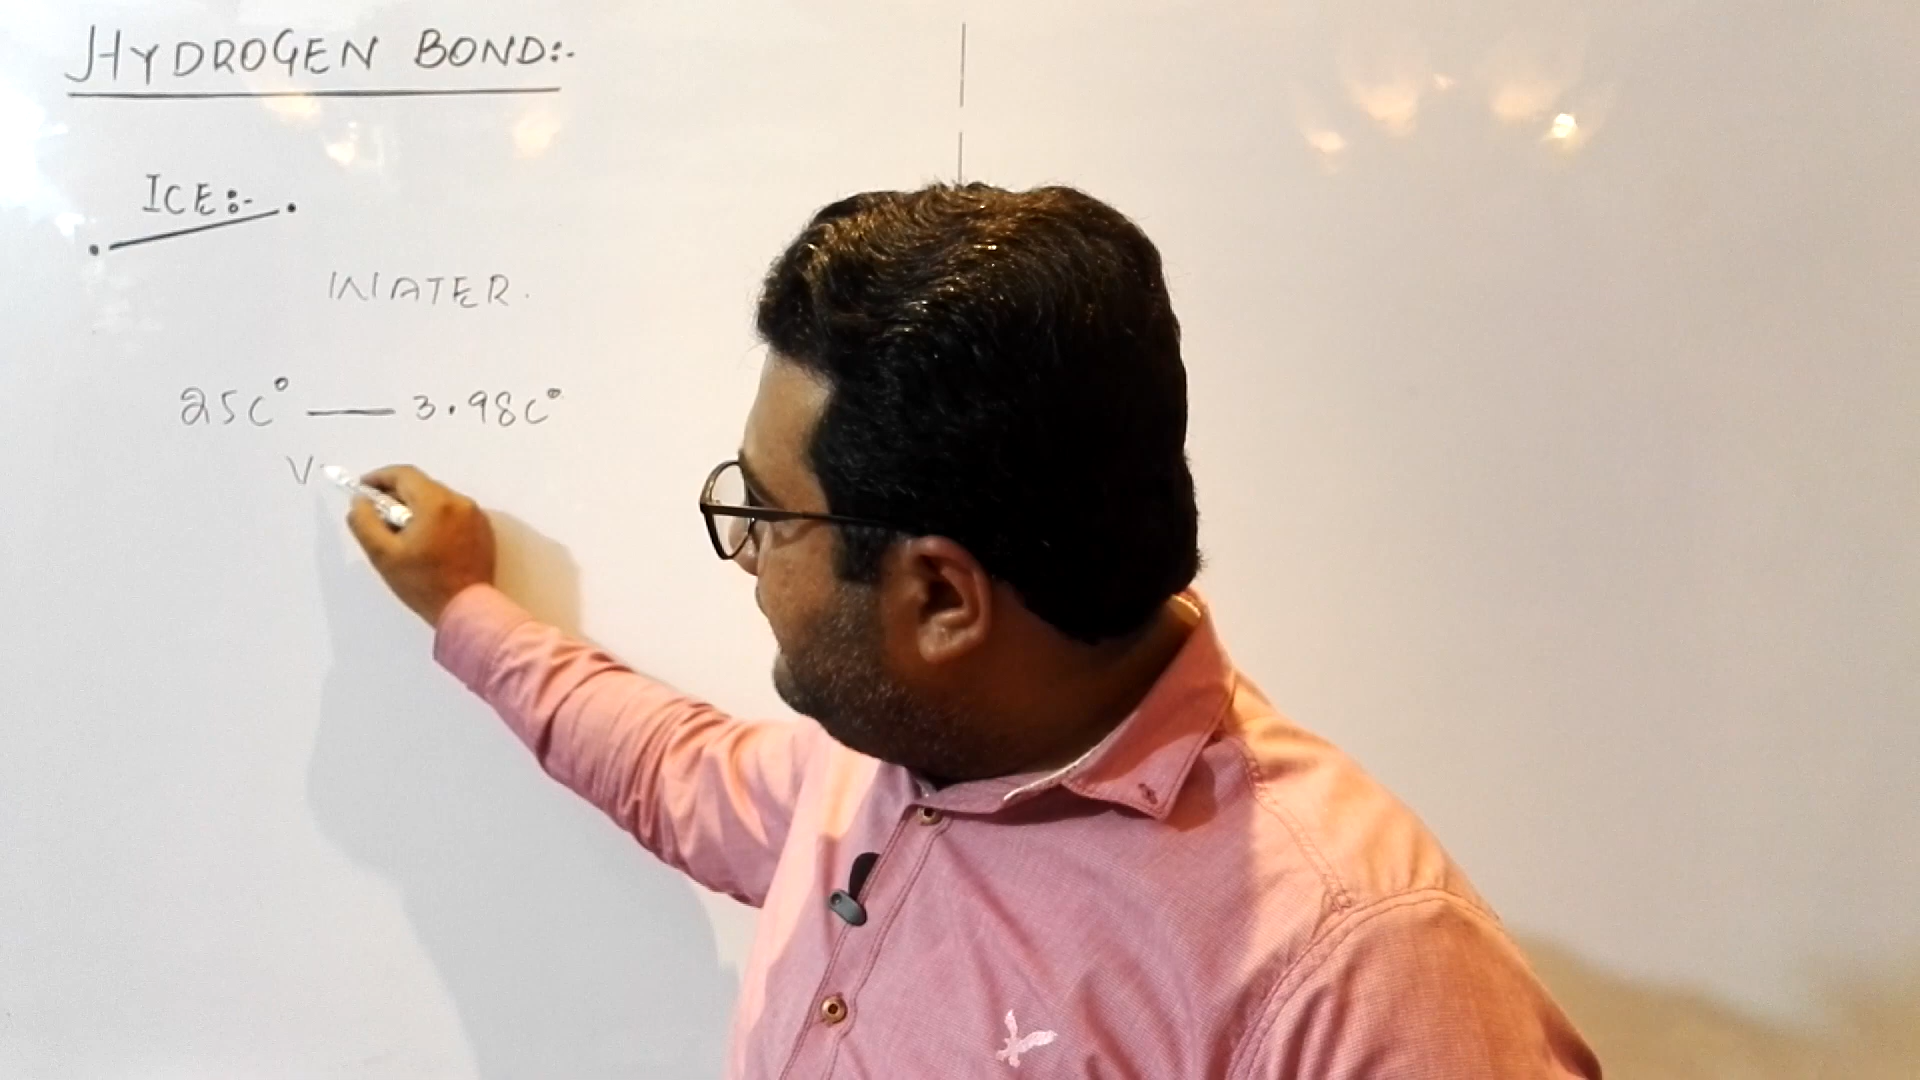 HYDROGEN BOND:-
ICE:-
WATER.
25C° — 3.98C°
V